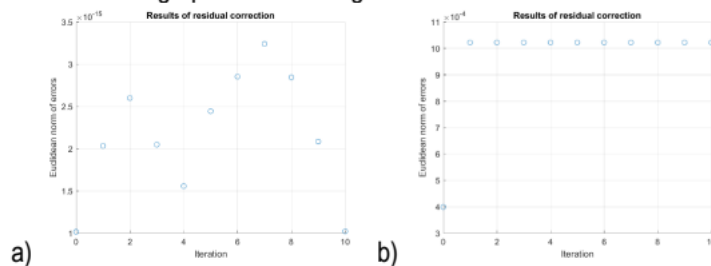 ×10⁻¹⁵ Results of residual correction
3.5
3
2.5
2
1.5
1
Euclidean norm of errors
0 2 4 6 8 10
Iteration
a)
×10⁻⁴ Results of residual correction
11
10
9
8
7
6
5
4
3
Euclidean norm of errors
0 2 4 6 8 10
Iteration
b)